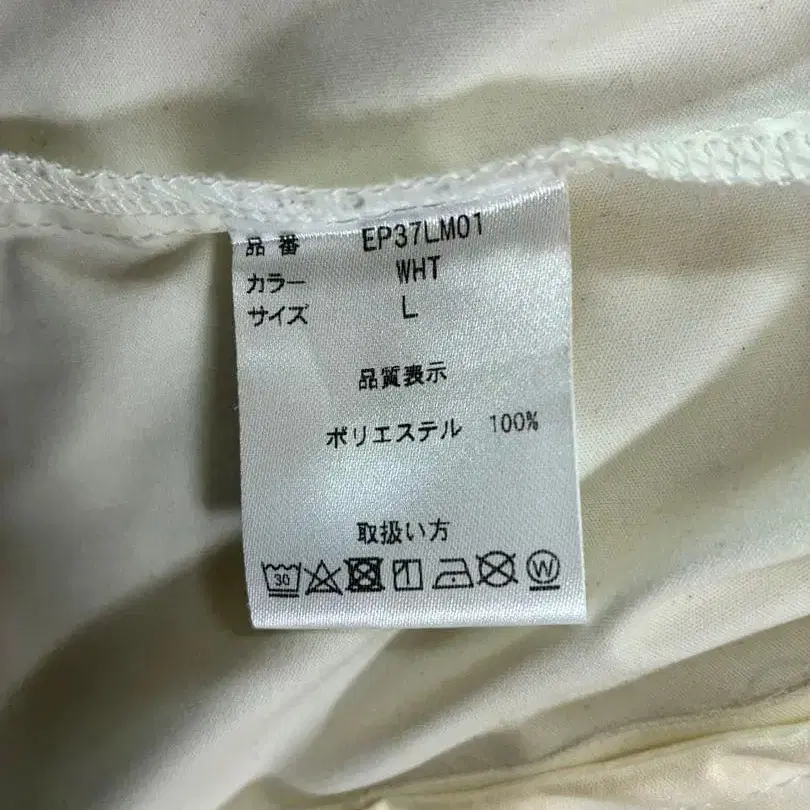 品番 EP37LM01
カラー WHT
サイズ L
品質表示
ポリエステル 100%
取扱い方
30 W